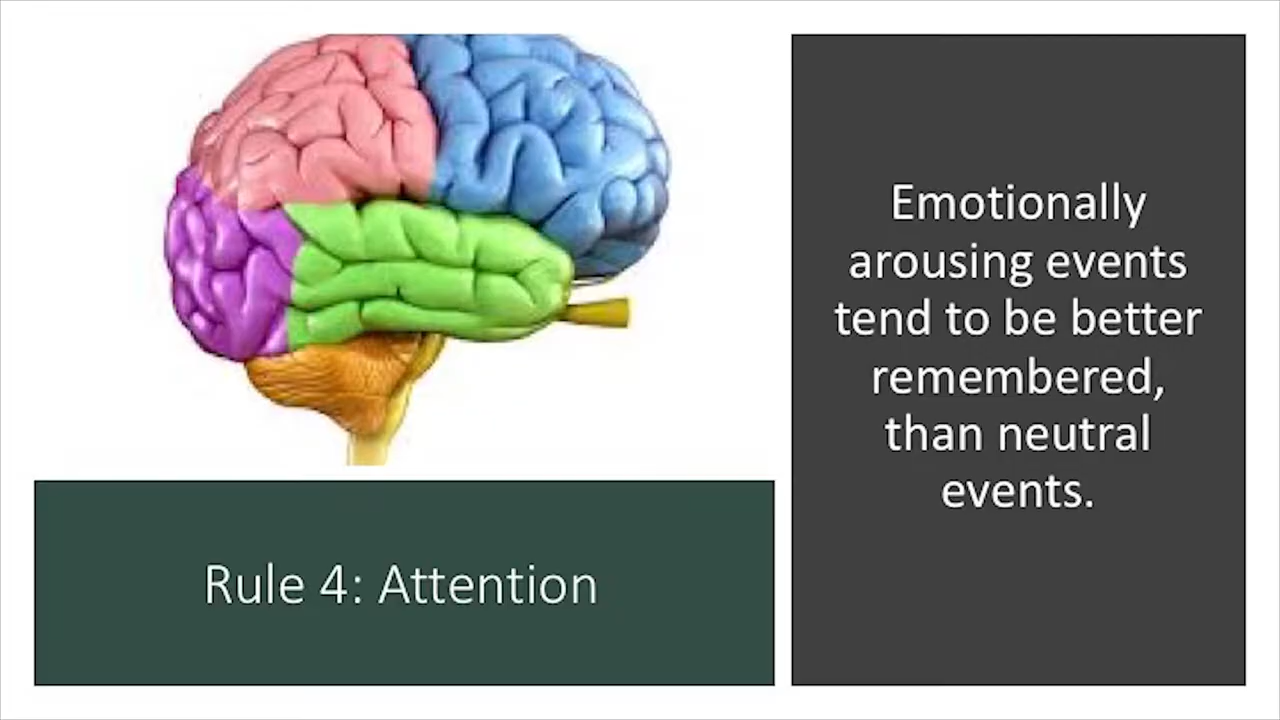 Emotionally
arousing events
tend to be better
remembered,
than neutral
events.
Rule 4: Attention